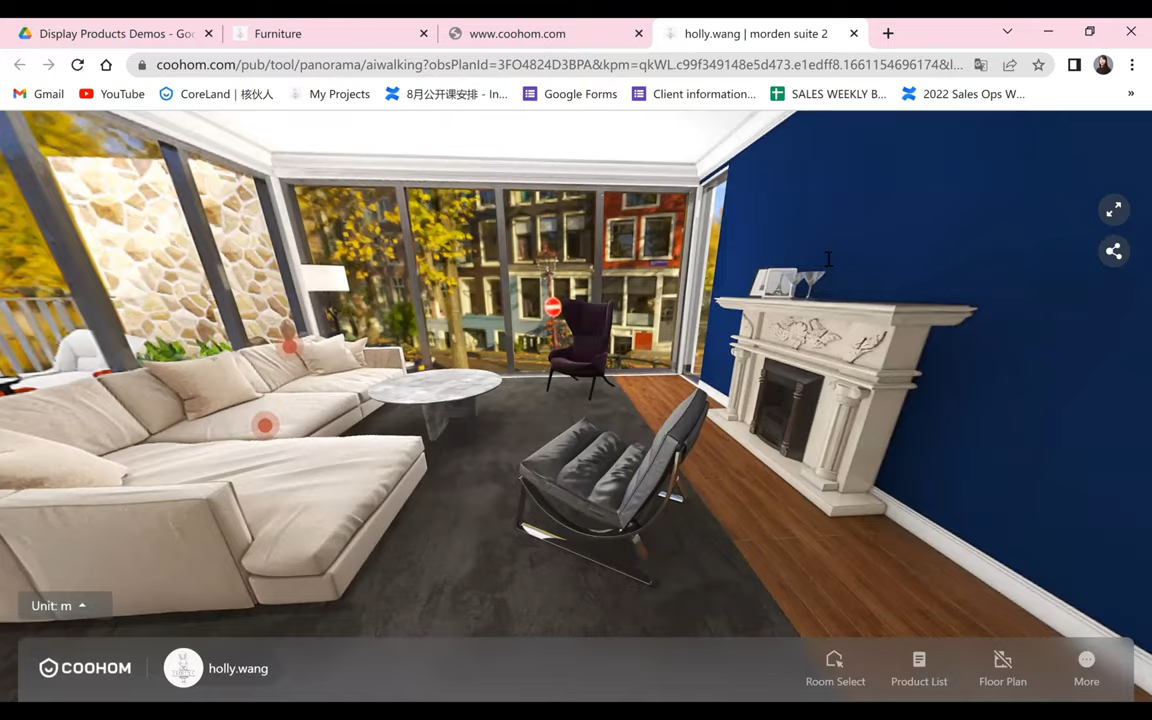 Display Products Demos - Goo
Furniture
www.coohom.com
holly.wang | morden suite 2
coohom.com/pub/tool/panorama/aiwalking?obsPlanId=3FO4824D3BPA&kpm=qkWL.c99f349148e5d473.e1edff8.1661154696174&l...
Gmail
YouTube
CoreLand | 核伙人
My Projects
8月公开课安排 - In...
Google Forms
Client information...
SALES WEEKLY B...
2022 Sales Ops W...
»
Unit: m
COOHOM
holly.wang
Room Select
Product List
Floor Plan
More